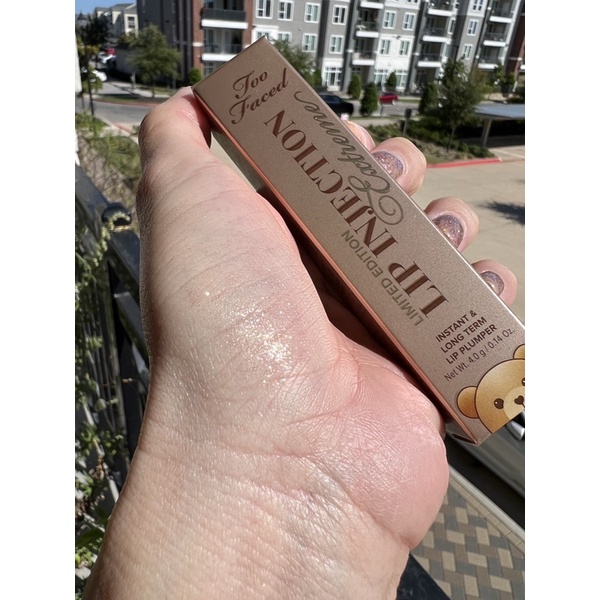 Too
Faced
LIP INJECTION
Extreme
LIMITED EDITION
INSTANT &
LONG TERM
LIP PLUMPER
Net Wt. 4.0 g / 0.14 Oz.